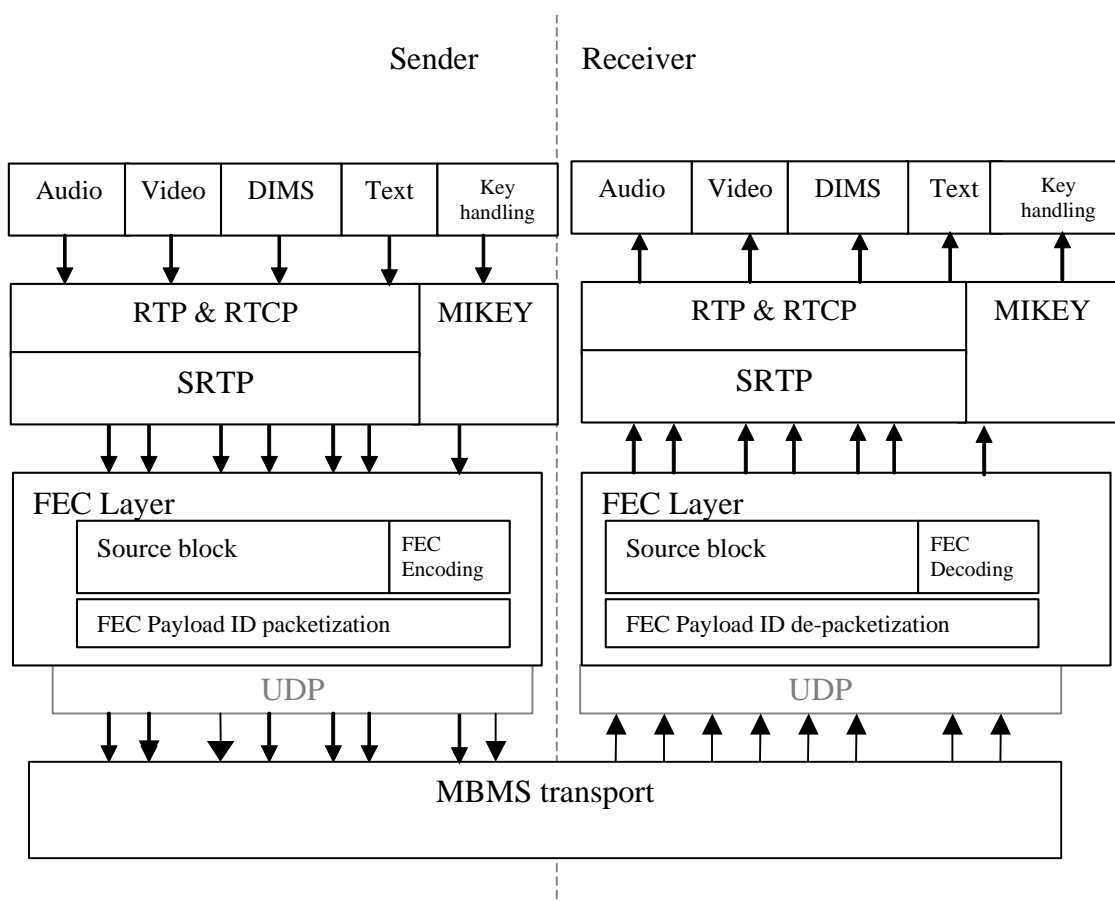 Sender Receiver
Audio Video DIMS Text Key handling
Audio Video DIMS Text Key handling
RTP & RTCP MIKEY
SRTP
RTP & RTCP MIKEY
SRTP
FEC Layer
Source block FEC Encoding
FEC Payload ID packetization
FEC Layer
Source block FEC Decoding
FEC Payload ID de-packetization
UDP
UDP
MBMS transport